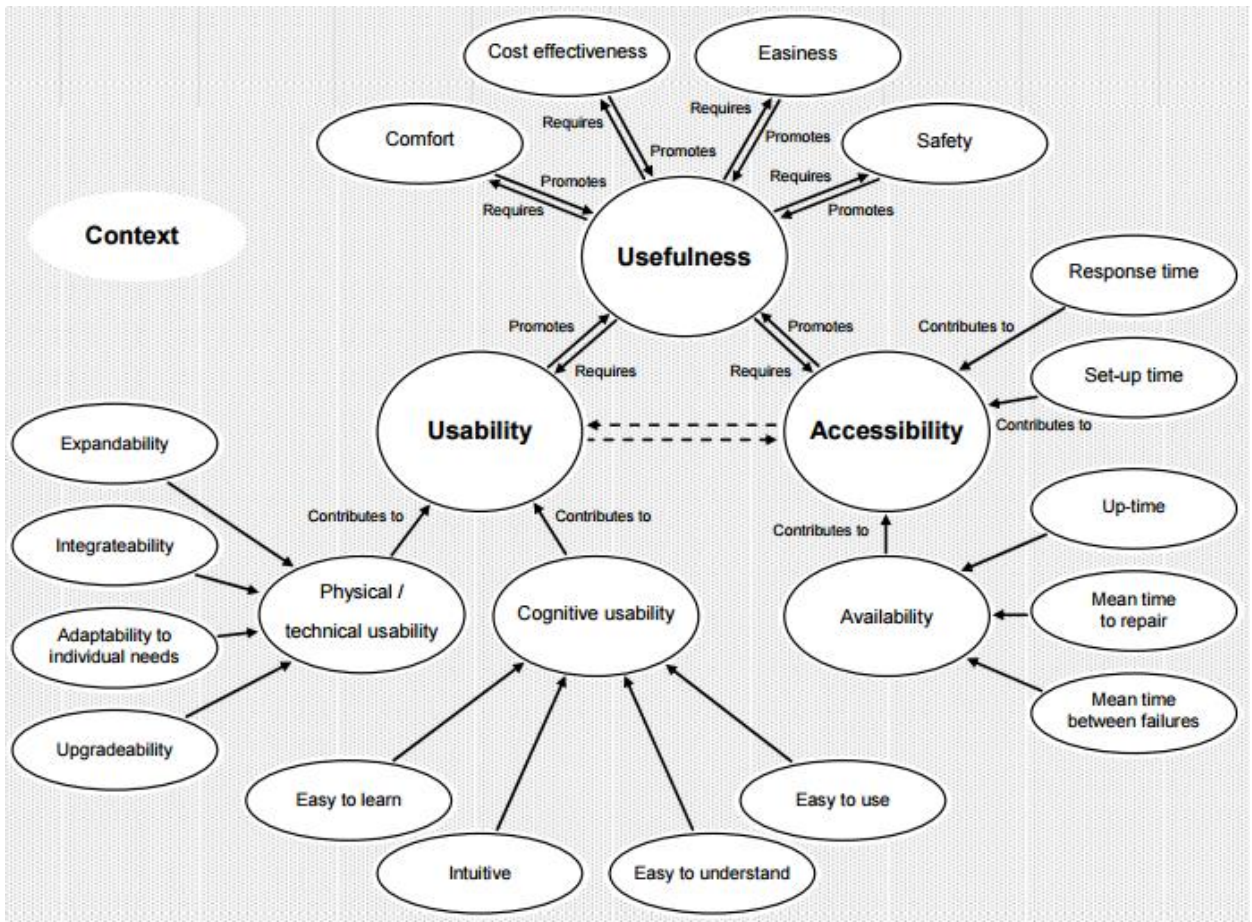 Cost effectiveness
Easiness
Comfort
Safety
Requires
Promotes
Requires
Promotes
Promotes
Requires
Requires
Promotes
Context
Usefulness
Response time
Promotes
Requires
Promotes
Requires
Contributes to
Set-up time
Contributes to
Usability
Accessibility
Expandability
Integrateability
Adaptability to
individual needs
Upgradeability
Contributes to
Contributes to
Contributes to
Physical /
technical usability
Cognitive usability
Availability
Up-time
Mean time
to repair
Mean time
between failures
Easy to learn
Intuitive
Easy to understand
Easy to use